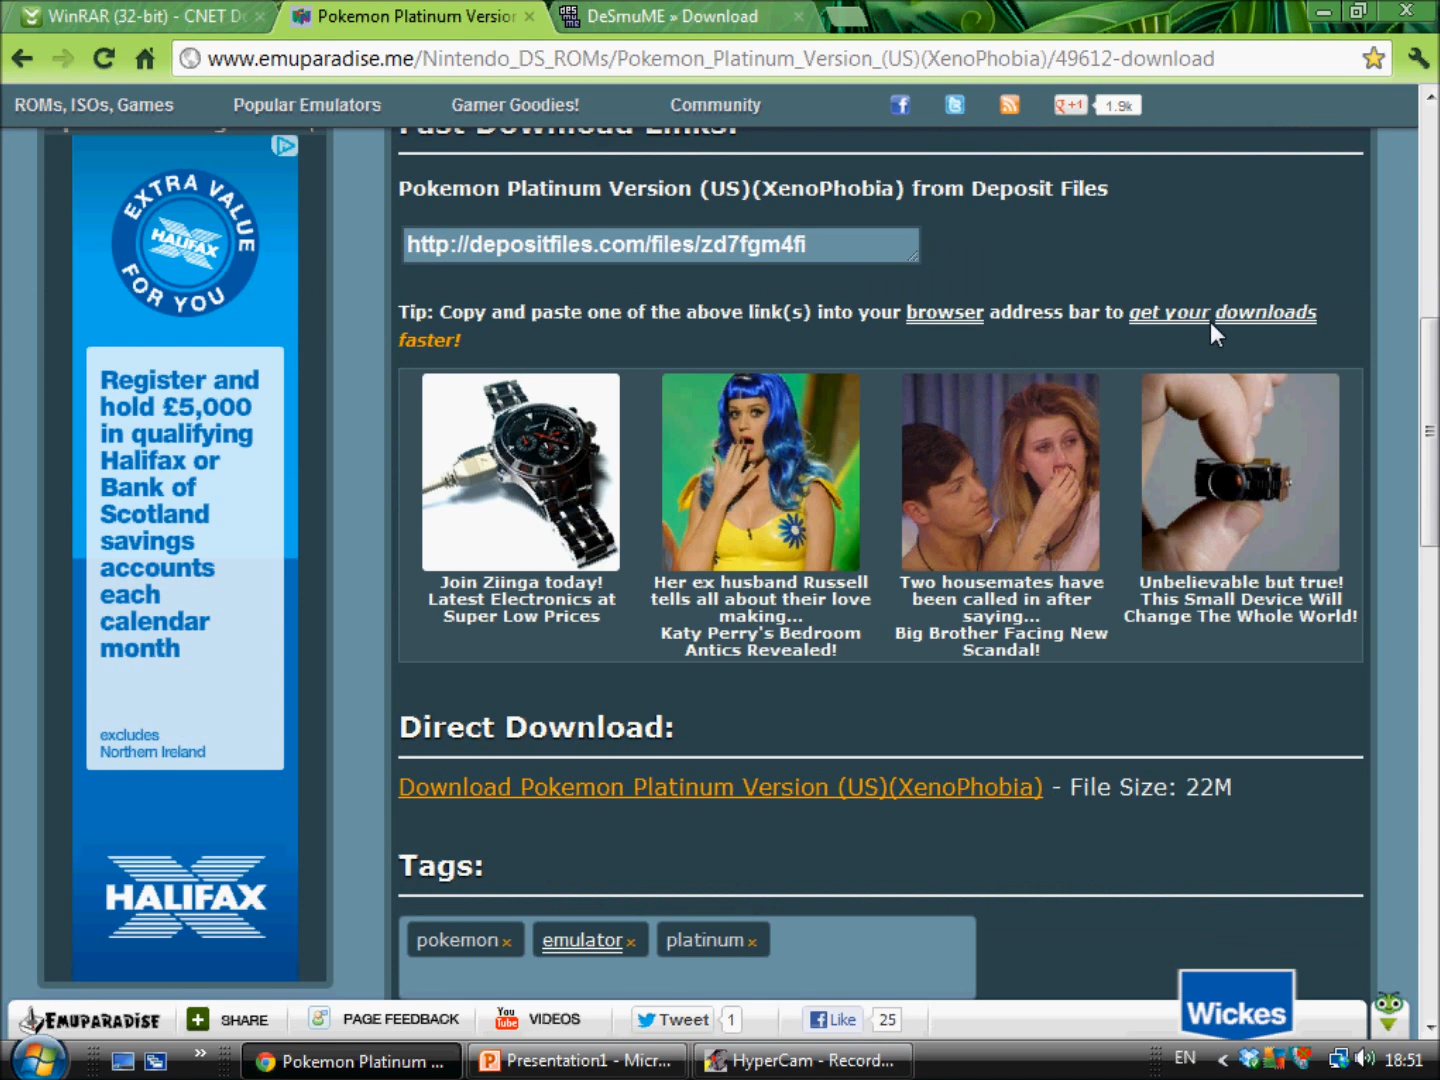 WinRAR (32-bit) - CNET Do
Pokemon Platinum Version
DeSmuME » Download
www.emuparadise.me/Nintendo_DS_ROMs/Pokemon_Platinum_Version_(US)(XenoPhobia)/49612-download
ROMs, ISOs, Games
Popular Emulators
Gamer Goodies!
Community
g +1
1.9k
Fast Download Links:
Pokemon Platinum Version (US)(XenoPhobia) from Deposit Files
http://depositfiles.com/files/zd7fgm4fi
Tip: Copy and paste one of the above link(s) into your browser address bar to get your downloads
faster!
EXTRA VALUE
HALIFAX
FOR YOU
Register and
hold £5,000
in qualifying
Halifax or
Bank of
Scotland
savings
accounts
each
calendar
month
excludes
Northern Ireland
HALIFAX
Join Ziinga today!
Latest Electronics at
Super Low Prices
Her ex husband Russell
tells all about their love
making...
Katy Perry's Bedroom
Antics Revealed!
Two housemates have
been called in after
saying...
Big Brother Facing New
Scandal!
Unbelievable but true!
This Small Device Will
Change The Whole World!
Direct Download:
Download Pokemon Platinum Version (US)(XenoPhobia) - File Size: 22M
Tags:
pokemon x
emulator x
platinum x
Wickes
EMUPARADISE
SHARE
PAGE FEEDBACK
You Tube
VIDEOS
Tweet
1
Like
25
Pokemon Platinum ...
Presentation1 - Micr...
HyperCam - Record...
EN
18:51